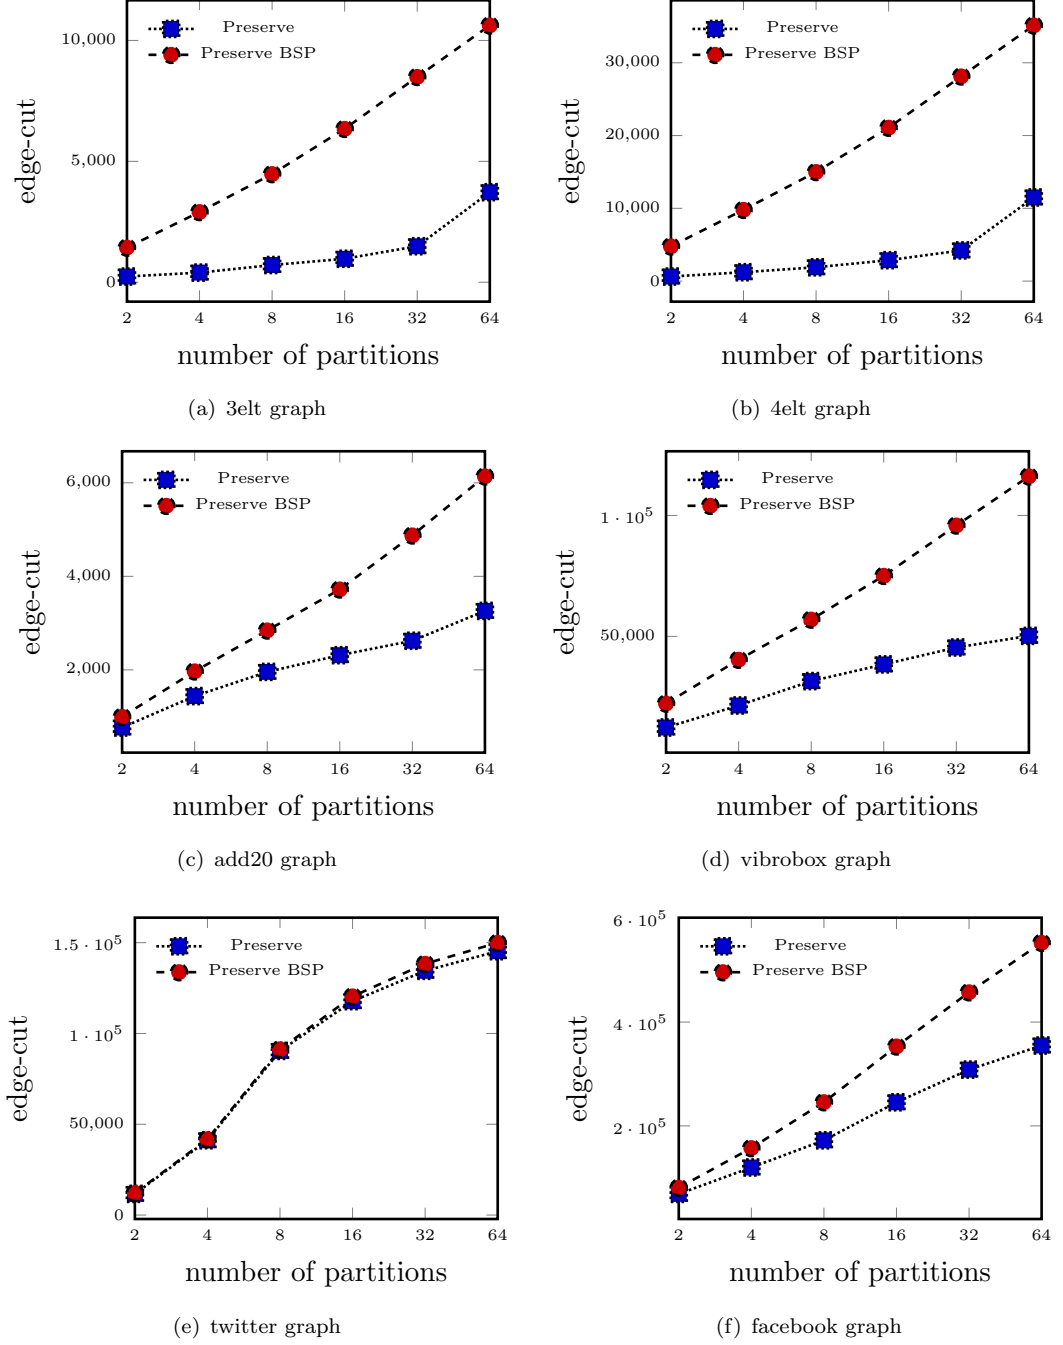 10,000
5,000
0
edge-cut
Preserve
Preserve BSP
2 4 8 16 32 64
number of partitions
(a) 3elt graph
30,000
20,000
10,000
0
edge-cut
Preserve
Preserve BSP
2 4 8 16 32 64
number of partitions
(b) 4elt graph
6,000
4,000
2,000
edge-cut
Preserve
Preserve BSP
2 4 8 16 32 64
number of partitions
(c) add20 graph
1 · 10^5
50,000
edge-cut
Preserve
Preserve BSP
2 4 8 16 32 64
number of partitions
(d) vibrobox graph
1.5 · 10^5
1 · 10^5
50,000
0
edge-cut
Preserve
Preserve BSP
2 4 8 16 32 64
number of partitions
(e) twitter graph
6 · 10^5
4 · 10^5
2 · 10^5
edge-cut
Preserve
Preserve BSP
2 4 8 16 32 64
number of partitions
(f) facebook graph